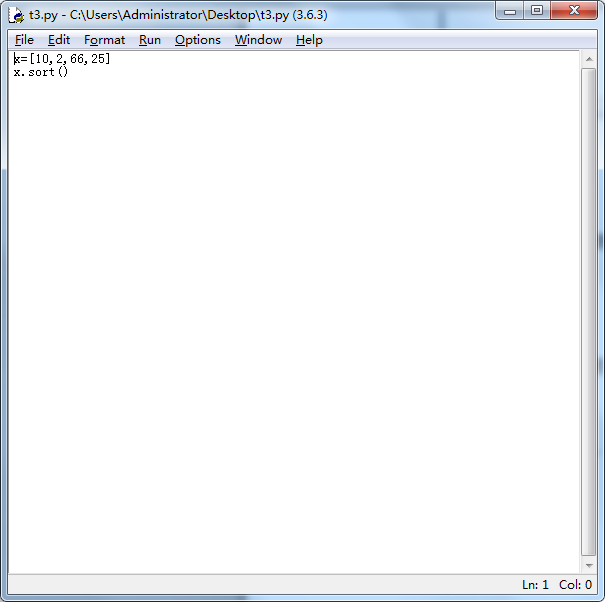 t3.py - C:\Users\Administrator\Desktop\t3.py (3.6.3)
File Edit Format Run Options Window Help
x=[10,2,66,25]
x.sort()
Ln: 1 Col: 0